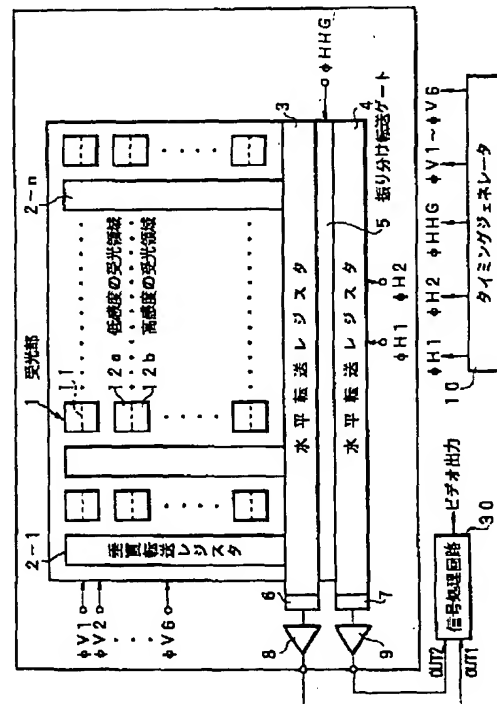 1 受光部
11
12a 低感度の受光領域
12b 高感度の受光領域
2-n
2-1
垂直転送レジスタ
φV1
φV2
φV6
水平転送レジスタ
3
φHHG
水平転送レジスタ
4
5 振り分け転送ゲート
6
7
8
9
φH1
φH2
φH1 φH2 φHHG φV1~φV6
10
タイミングジェネレータ
OUT2
OUT1
信号処理回路
30
ビデオ出力